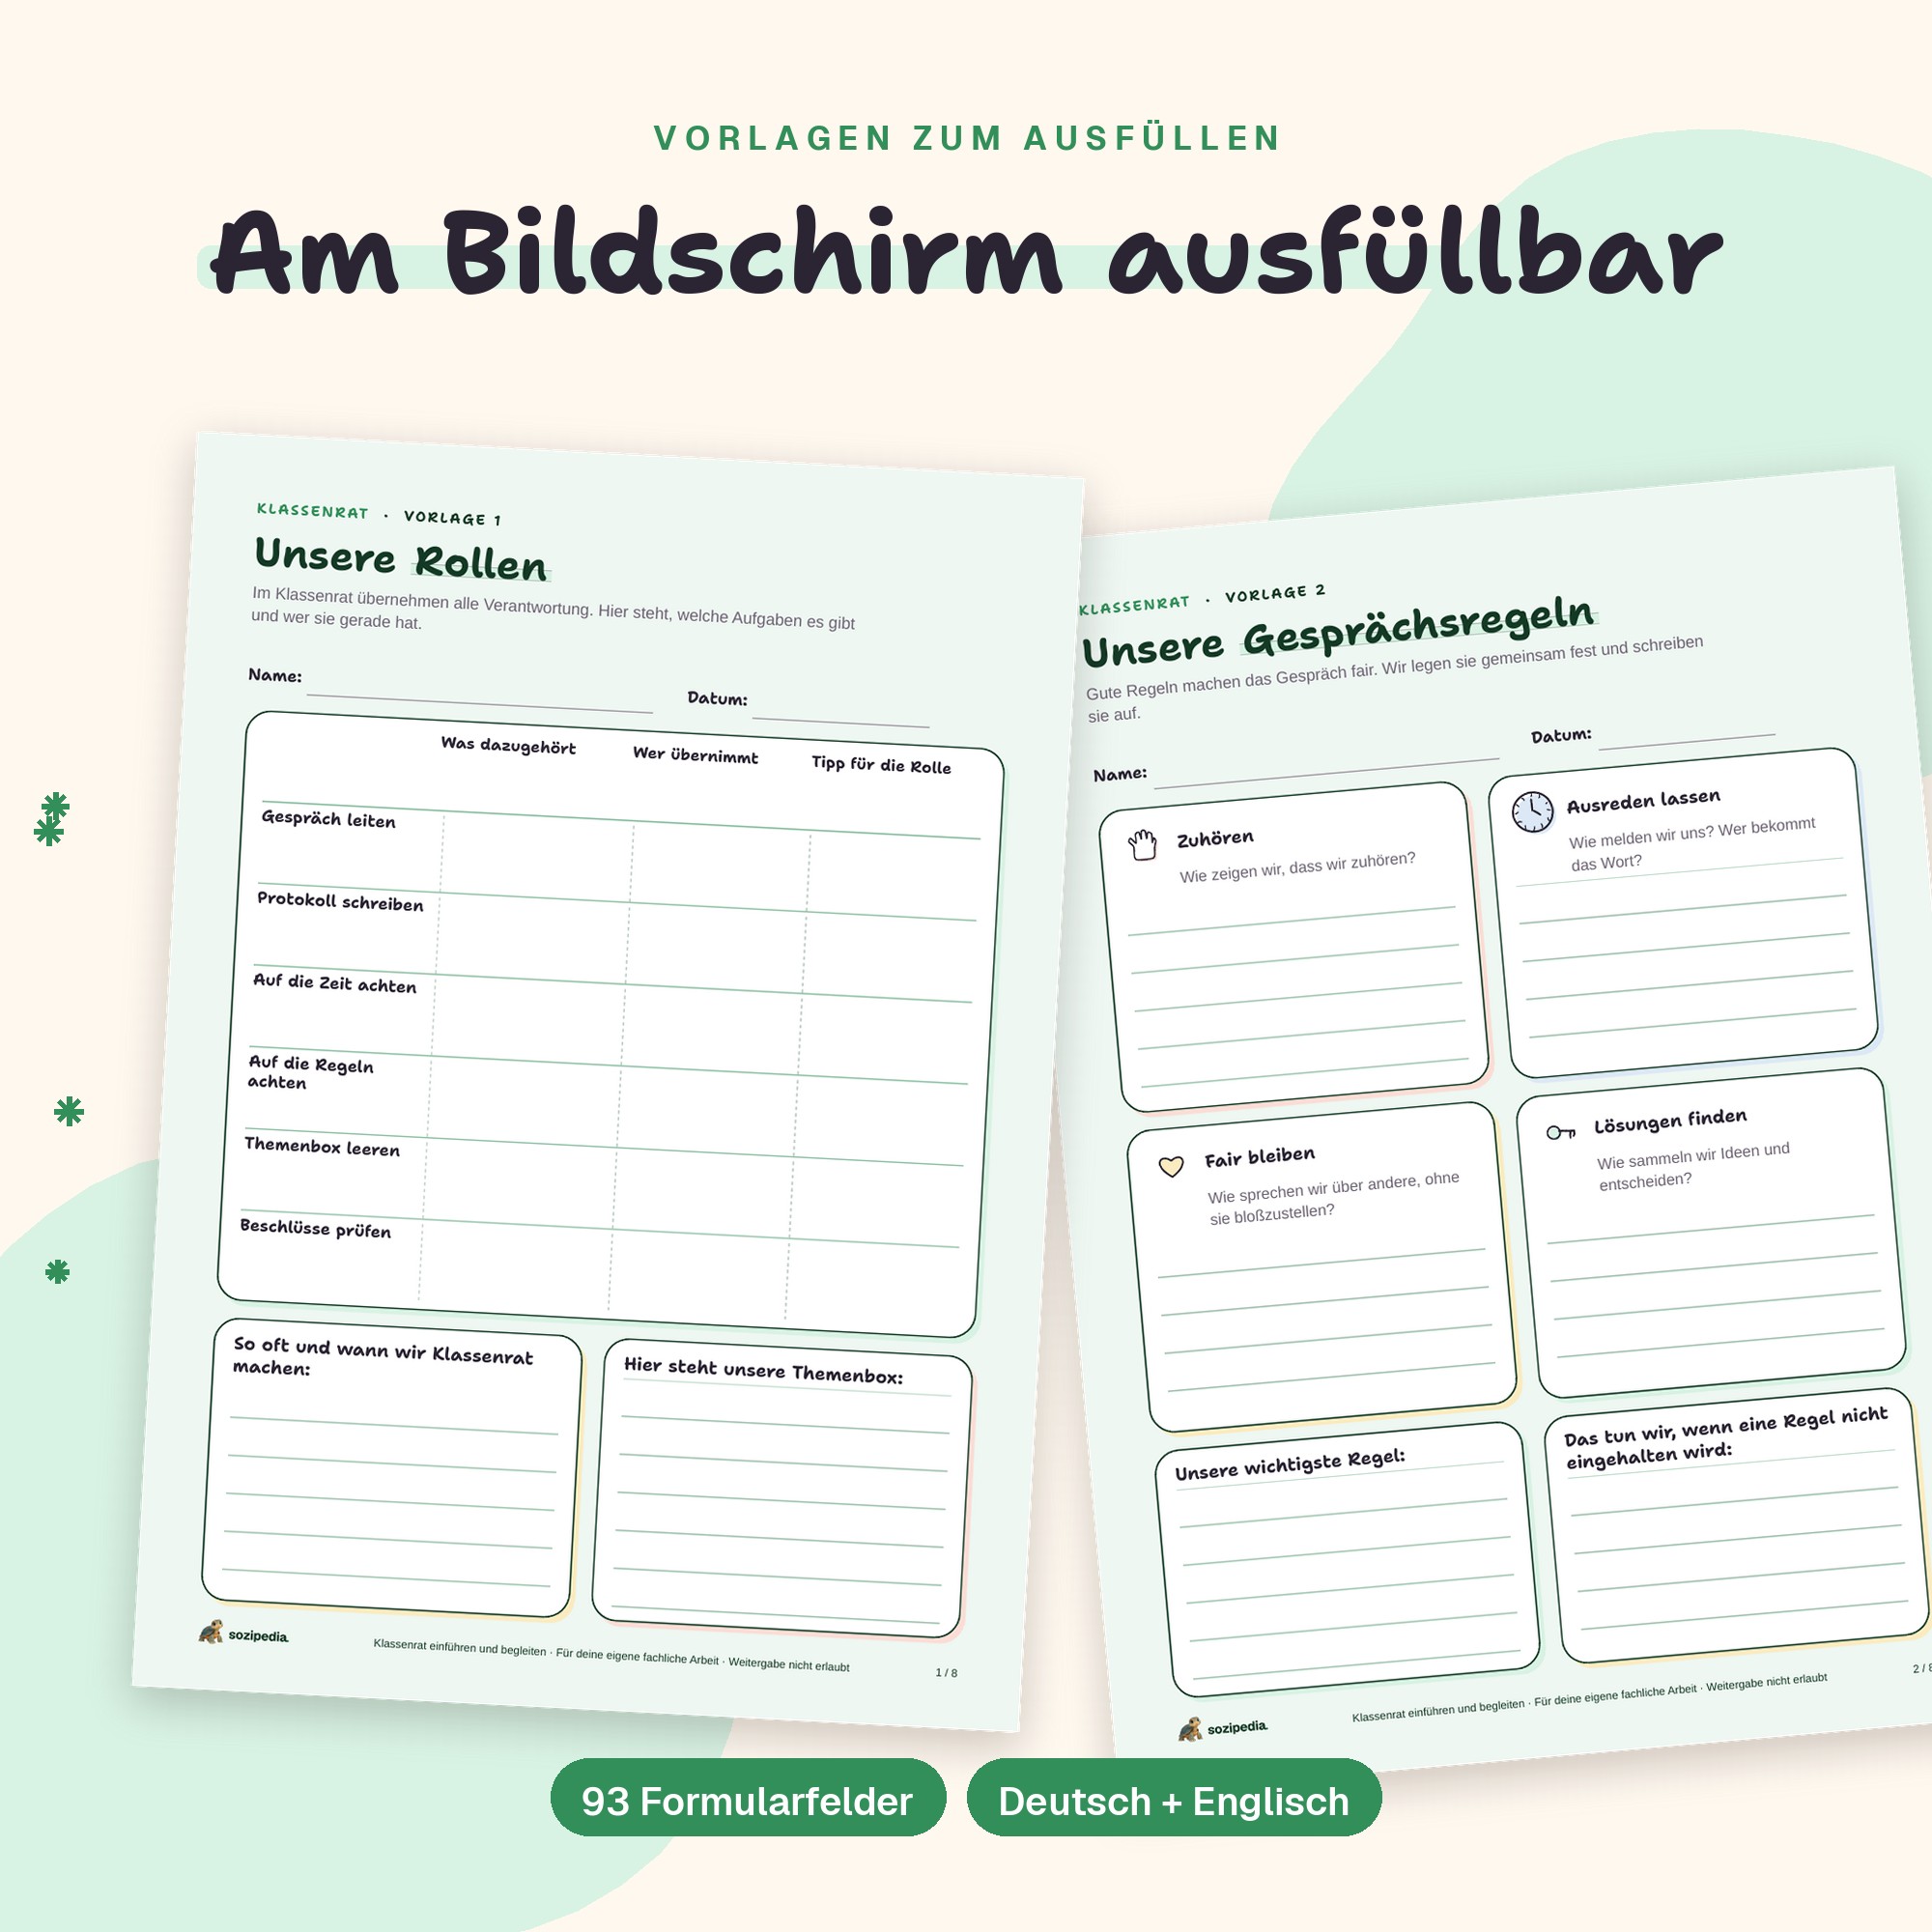 VORLAGEN ZUM AUSFÜLLEN
Am Bildschirm ausfüllbar
KLASSENRAT · VORLAGE 1
Unsere Rollen
Im Klassenrat übernehmen alle Verantwortung. Hier steht, welche Aufgaben es gibt
und wer sie gerade hat.
Name:
Datum:
Was dazugehört
Wer übernimmt
Tipp für die Rolle
Gespräch leiten
Protokoll schreiben
Auf die Zeit achten
Auf die Regeln
achten
Themenbox leeren
Beschlüsse prüfen
So oft und wann wir Klassenrat
machen:
Hier steht unsere Themenbox:
sozipedia.
Klassenrat einführen und begleiten · Für deine eigene fachliche Arbeit · Weitergabe nicht erlaubt
1 / 8
KLASSENRAT · VORLAGE 2
Unsere Gesprächsregeln
Gute Regeln machen das Gespräch fair. Wir legen sie gemeinsam fest und schreiben
sie auf.
Name:
Datum:
Zuhören
Wie zeigen wir, dass wir zuhören?
Ausreden lassen
Wie melden wir uns? Wer bekommt
das Wort?
Fair bleiben
Wie sprechen wir über andere, ohne
sie bloßzustellen?
Lösungen finden
Wie sammeln wir Ideen und
entscheiden?
Unsere wichtigste Regel:
Das tun wir, wenn eine Regel nicht
eingehalten wird:
sozipedia.
Klassenrat einführen und begleiten · Für deine eigene fachliche Arbeit · Weitergabe nicht erlaubt
2 / 8
93 Formularfelder
Deutsch + Englisch